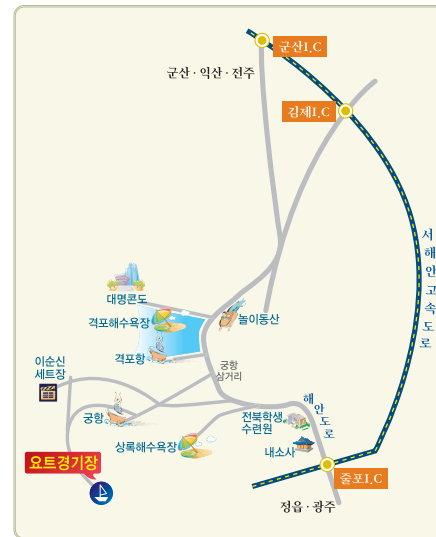 군산I.C
군산·익산·전주
김제I.C
서해안고속도로
대명콘도
격포해수욕장
놀이동산
격포항
궁항
삼거리
이순신
세트장
해안도로
궁항
전북학생
수련원
상록해수욕장
내소사
요트경기장
줄포I.C
정읍·광주